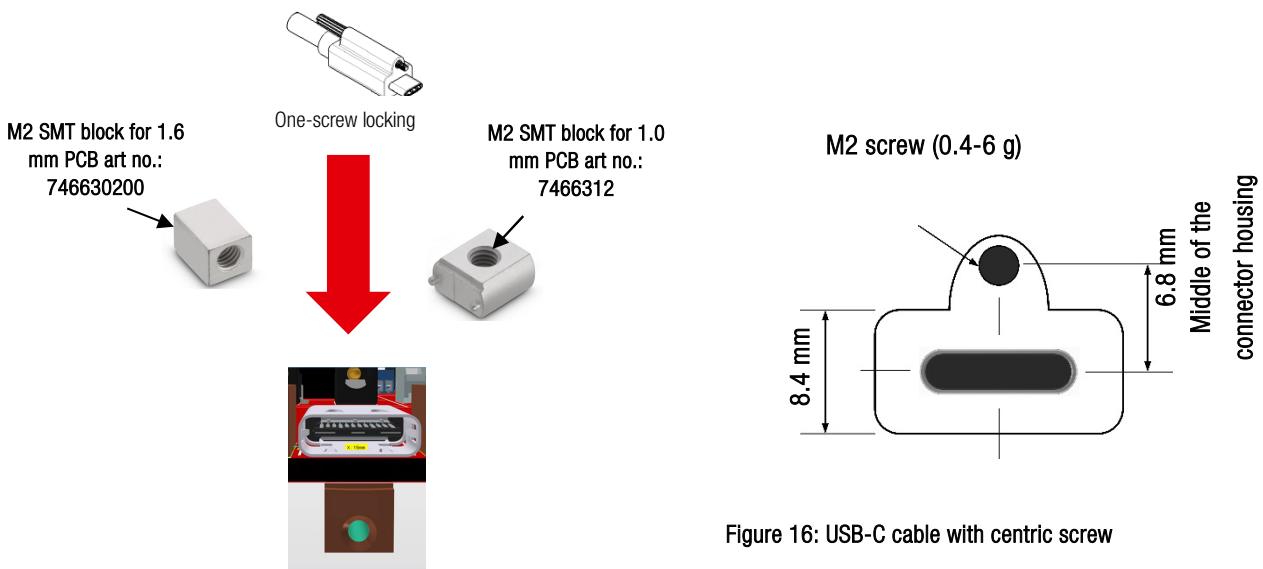 One-screw locking
M2 SMT block for 1.6
mm PCB art no.:
746630200
M2 SMT block for 1.0
mm PCB art no.:
7466312
M2 screw (0.4-6 g)
8.4 mm
6.8 mm
Middle of the
connector housing
Figure 16: USB-C cable with centric screw